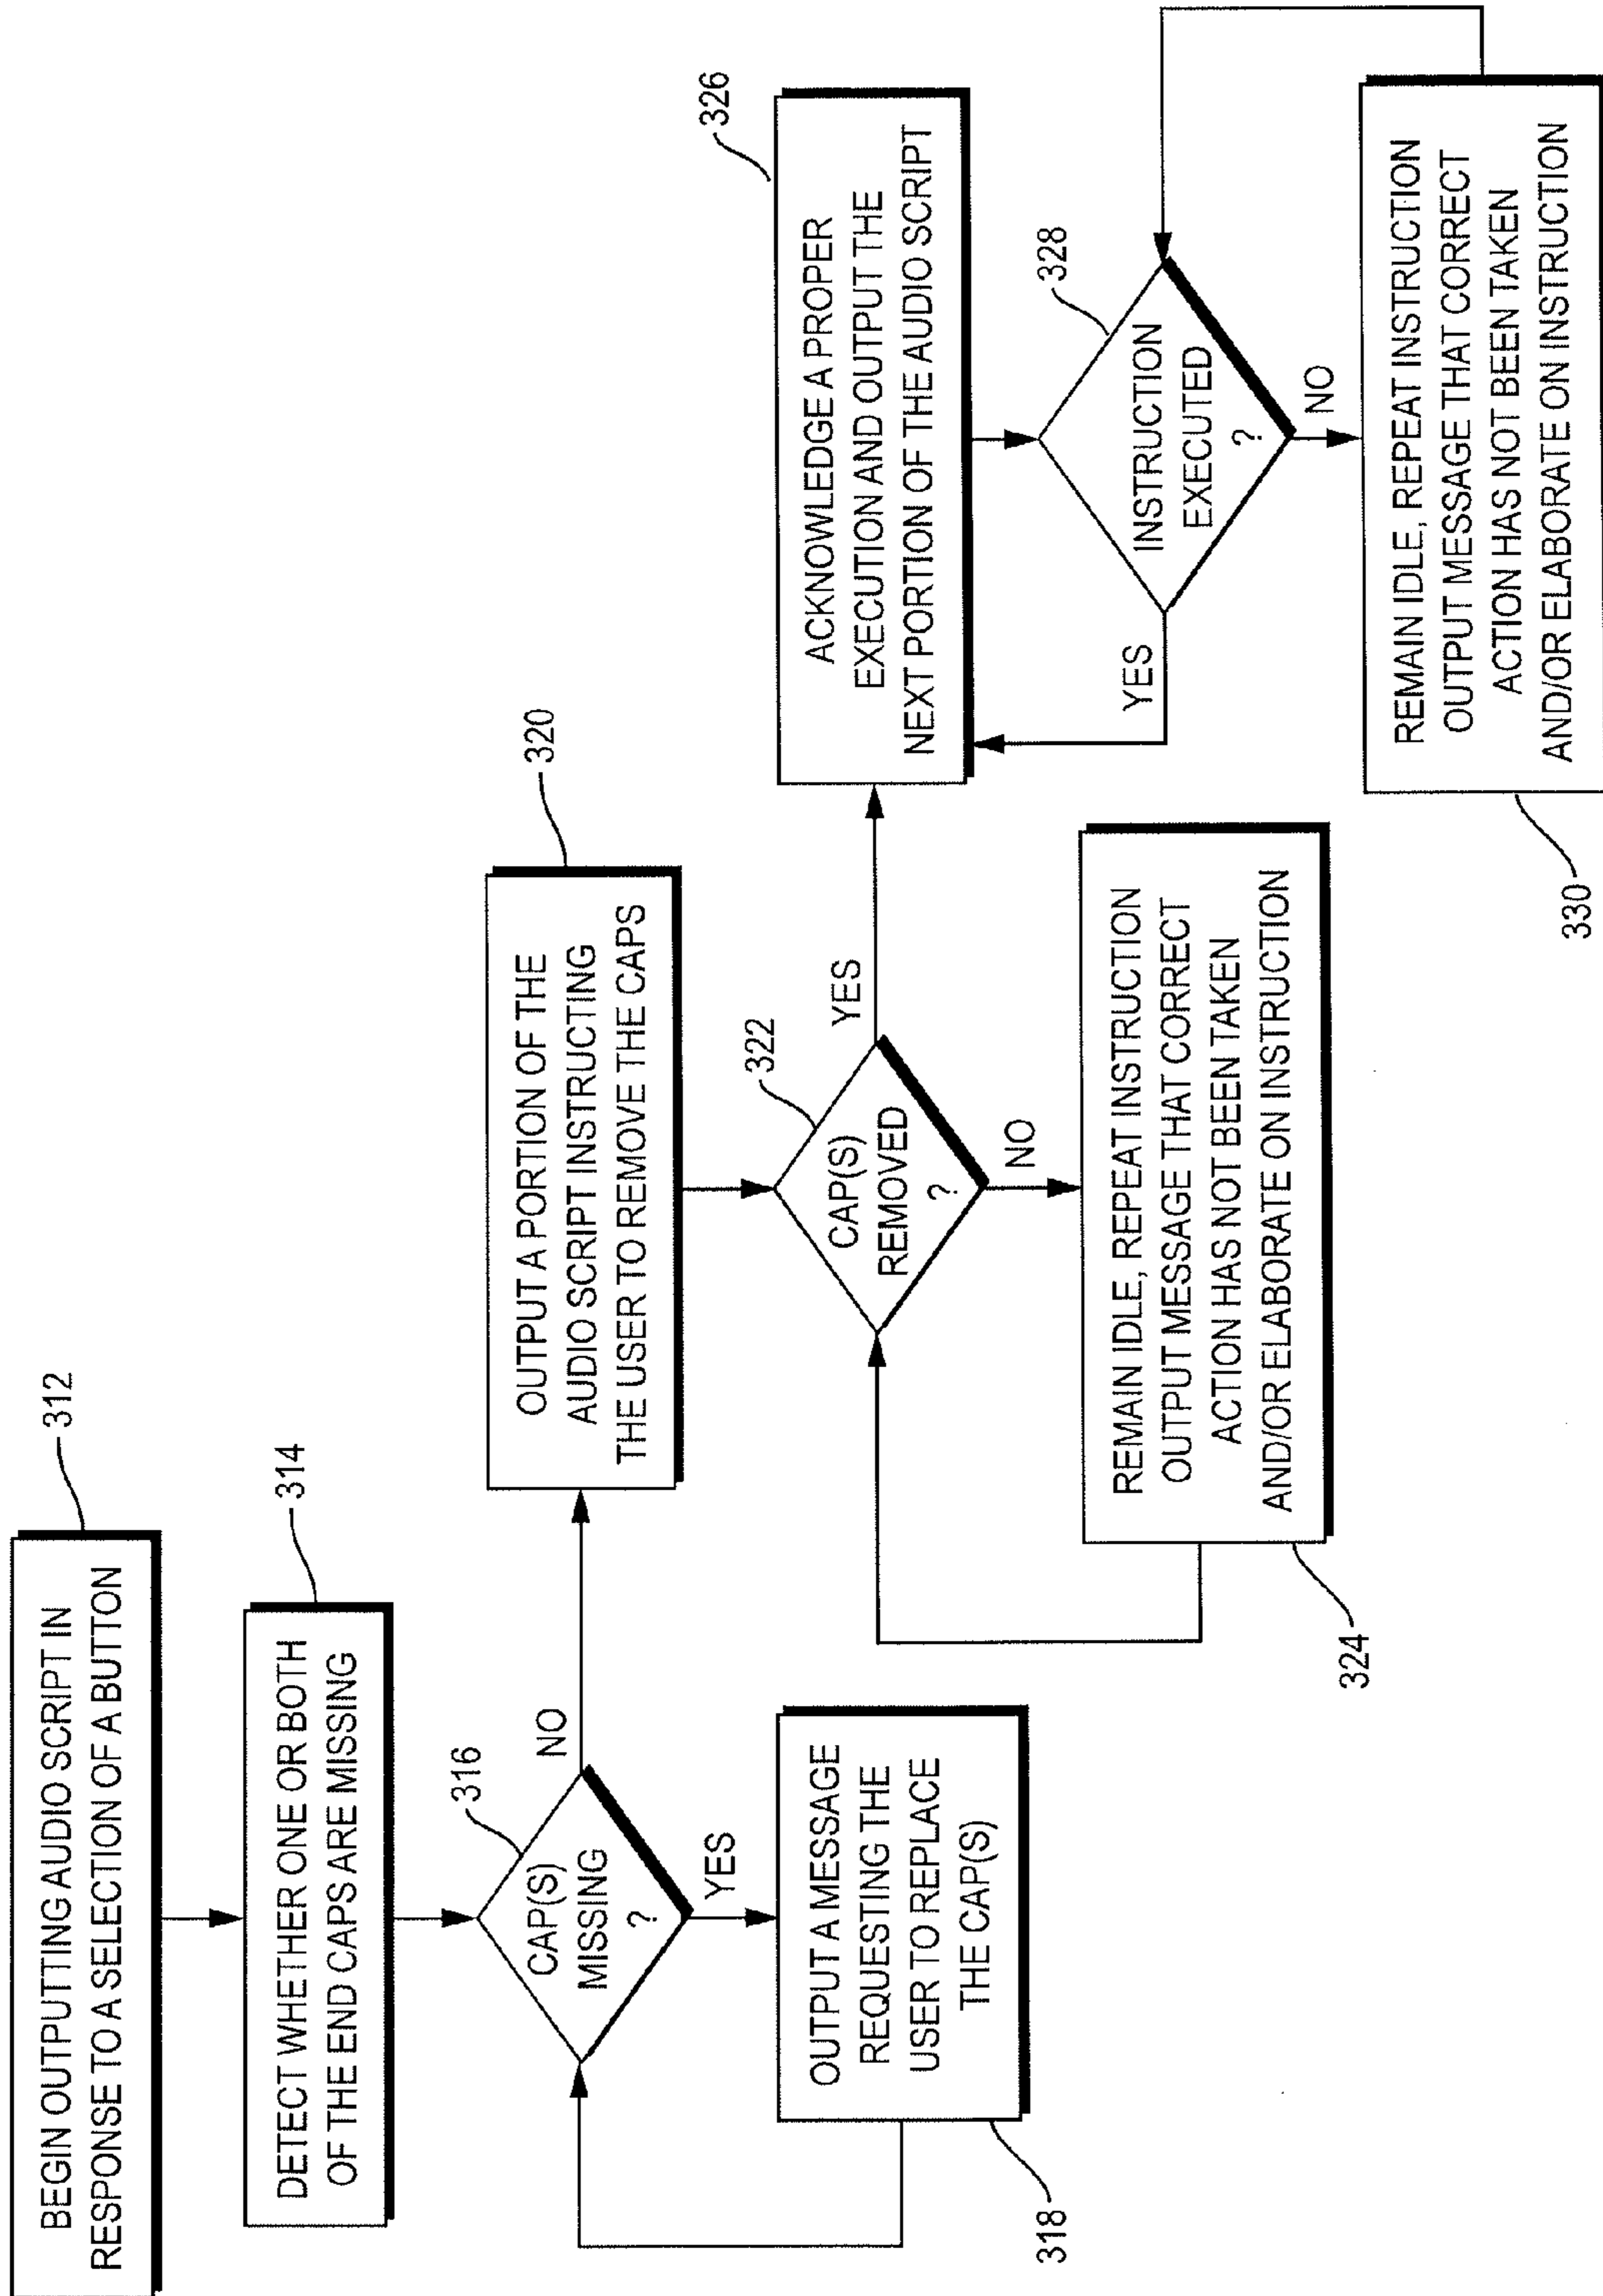 BEGIN OUTPUTTING AUDIO SCRIPT IN
RESPONSE TO A SELECTION OF A BUTTON
312
DETECT WHETHER ONE OR BOTH
OF THE END CAPS ARE MISSING
314
CAP(S)
MISSING
?
316
NO
YES
OUTPUT A MESSAGE
REQUESTING THE
USER TO REPLACE
THE CAP(S)
318
OUTPUT A PORTION OF THE
AUDIO SCRIPT INSTRUCTING
THE USER TO REMOVE THE CAPS
320
CAP(S)
REMOVED
?
322
YES
NO
REMAIN IDLE, REPEAT INSTRUCTION
OUTPUT MESSAGE THAT CORRECT
ACTION HAS NOT BEEN TAKEN
AND/OR ELABORATE ON INSTRUCTION
324
ACKNOWLEDGE A PROPER
EXECUTION AND OUTPUT THE
NEXT PORTION OF THE AUDIO SCRIPT
326
INSTRUCTION
EXECUTED
?
328
YES
NO
REMAIN IDLE, REPEAT INSTRUCTION
OUTPUT MESSAGE THAT CORRECT
ACTION HAS NOT BEEN TAKEN
AND/OR ELABORATE ON INSTRUCTION
330